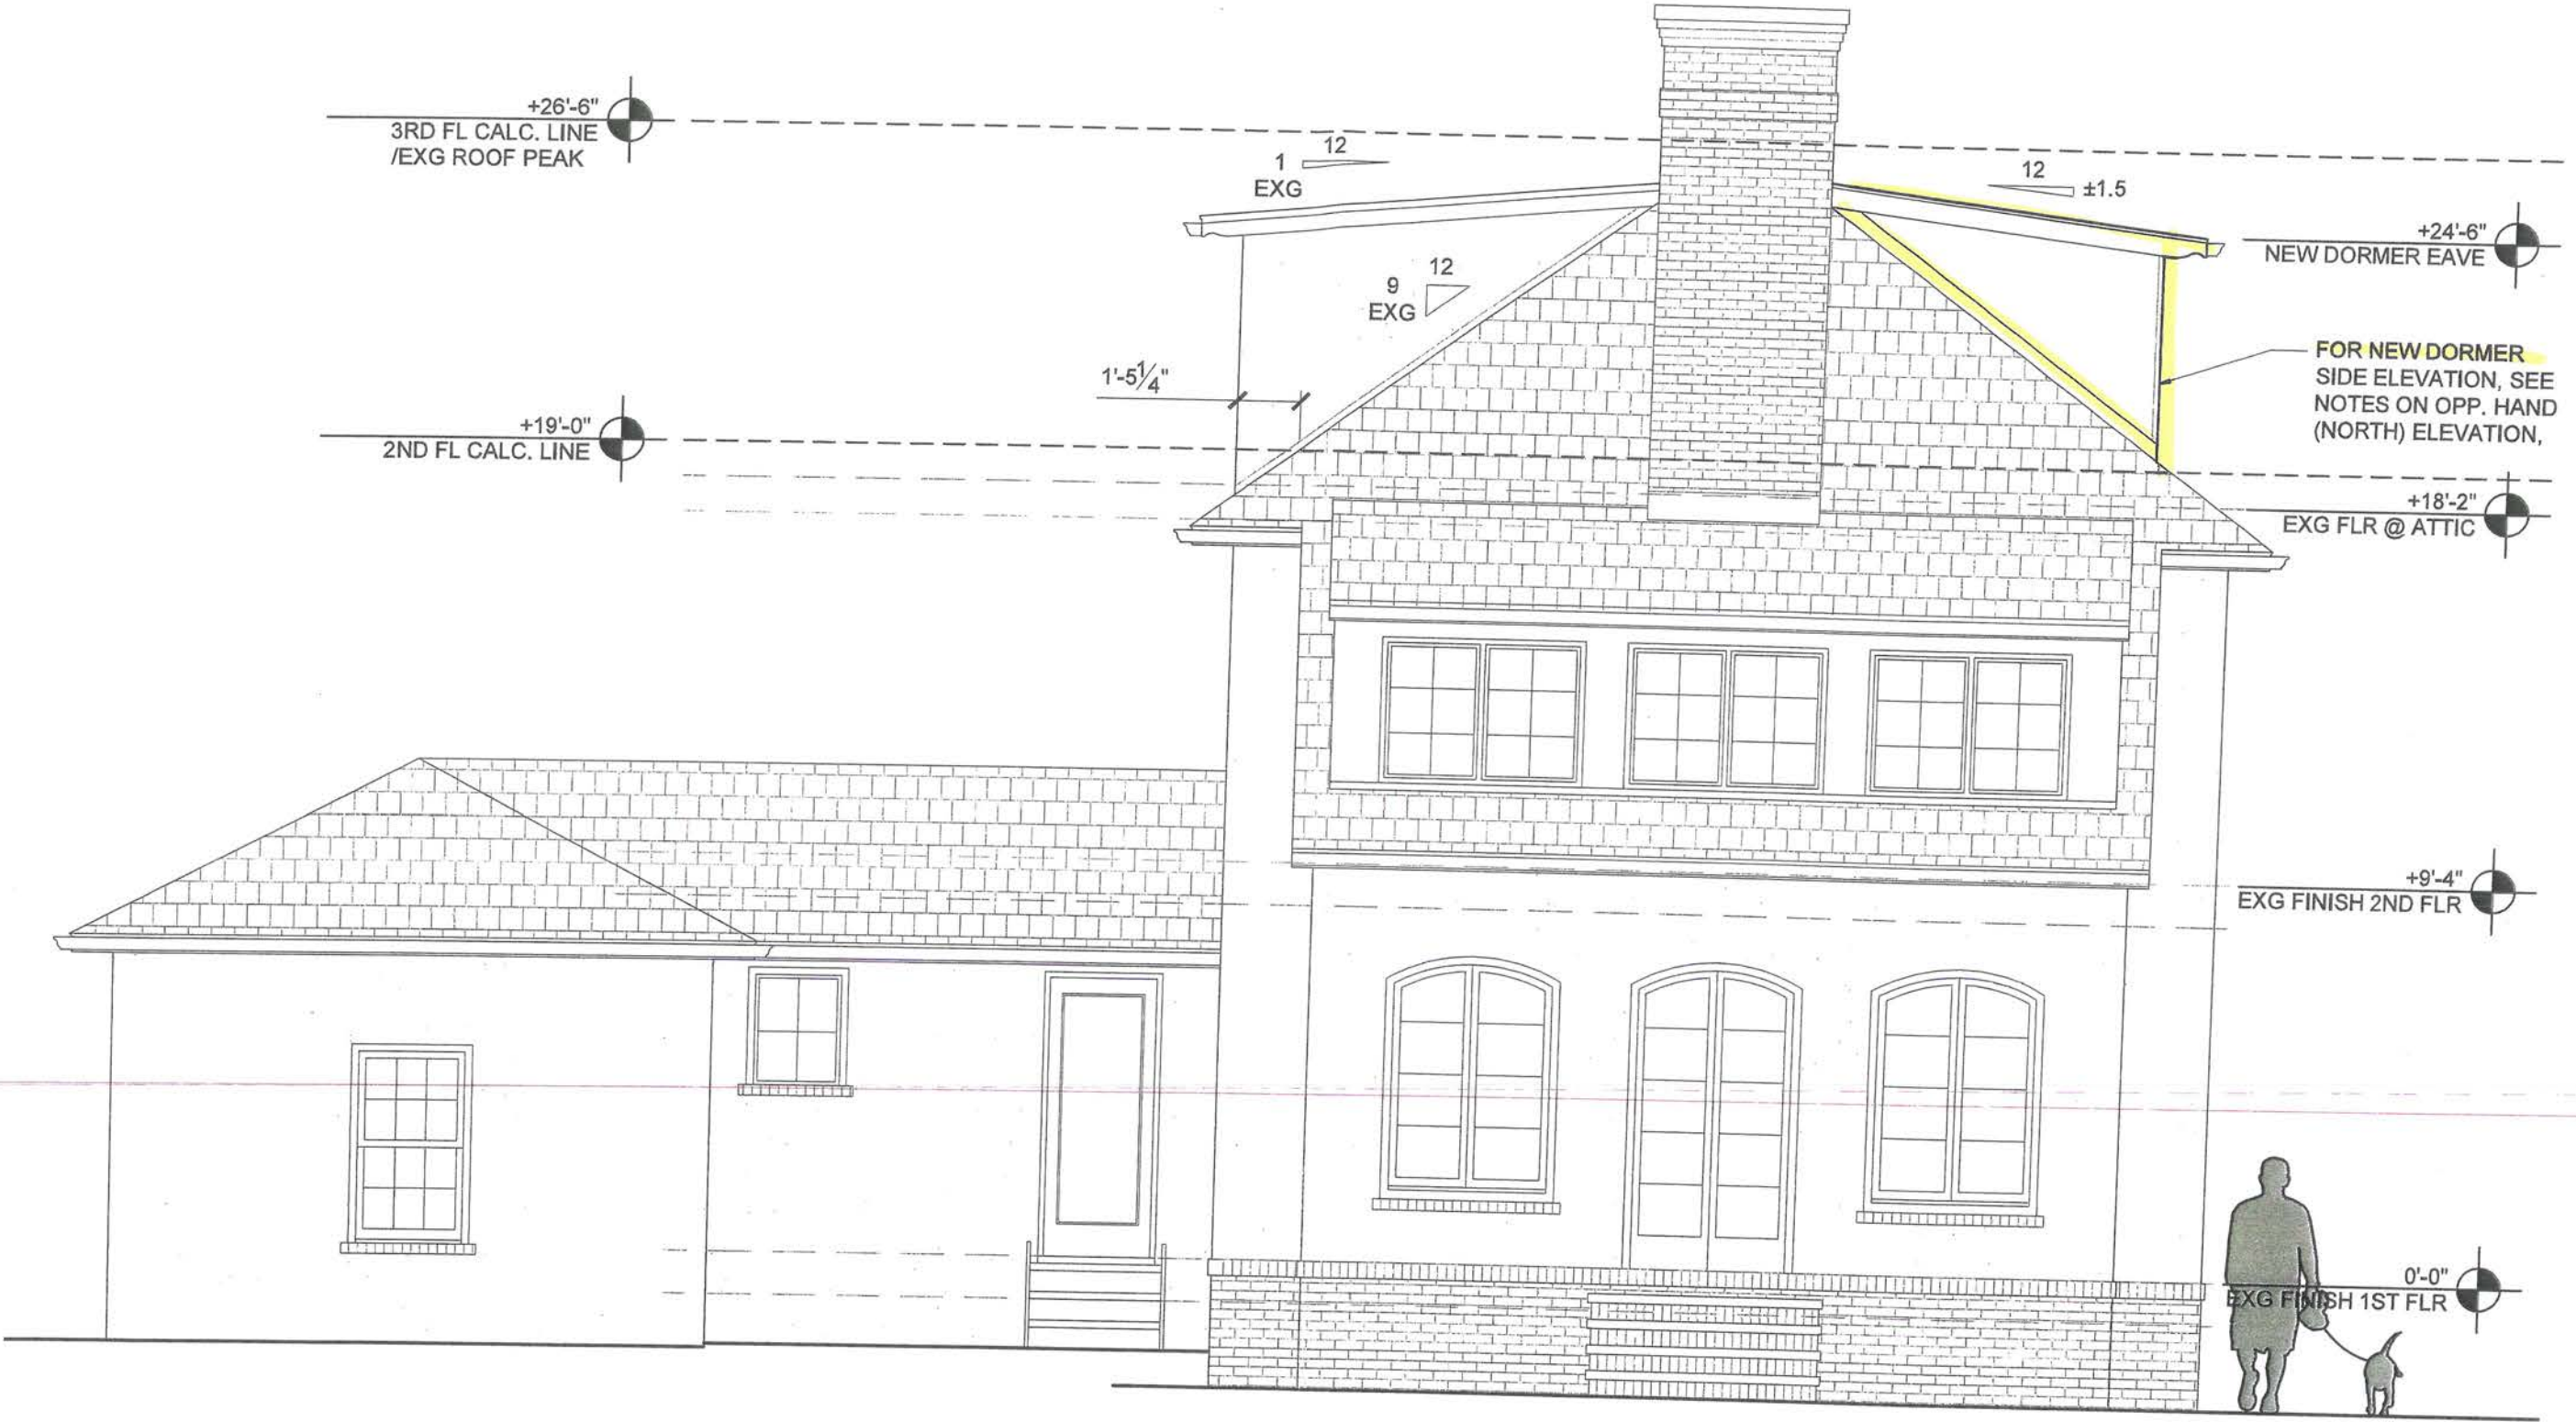 +26'-6"
3RD FL CALC. LINE
/EXG ROOF PEAK
12
1
EXG
12
±1.5
+24'-6"
NEW DORMER EAVE
12
9
EXG
FOR NEW DORMER
SIDE ELEVATION, SEE
NOTES ON OPP. HAND
(NORTH) ELEVATION,
1'-5 1/4"
+19'-0"
2ND FL CALC. LINE
+18'-2"
EXG FLR @ ATTIC
+9'-4"
EXG FINISH 2ND FLR
0'-0"
EXG FINISH 1ST FLR